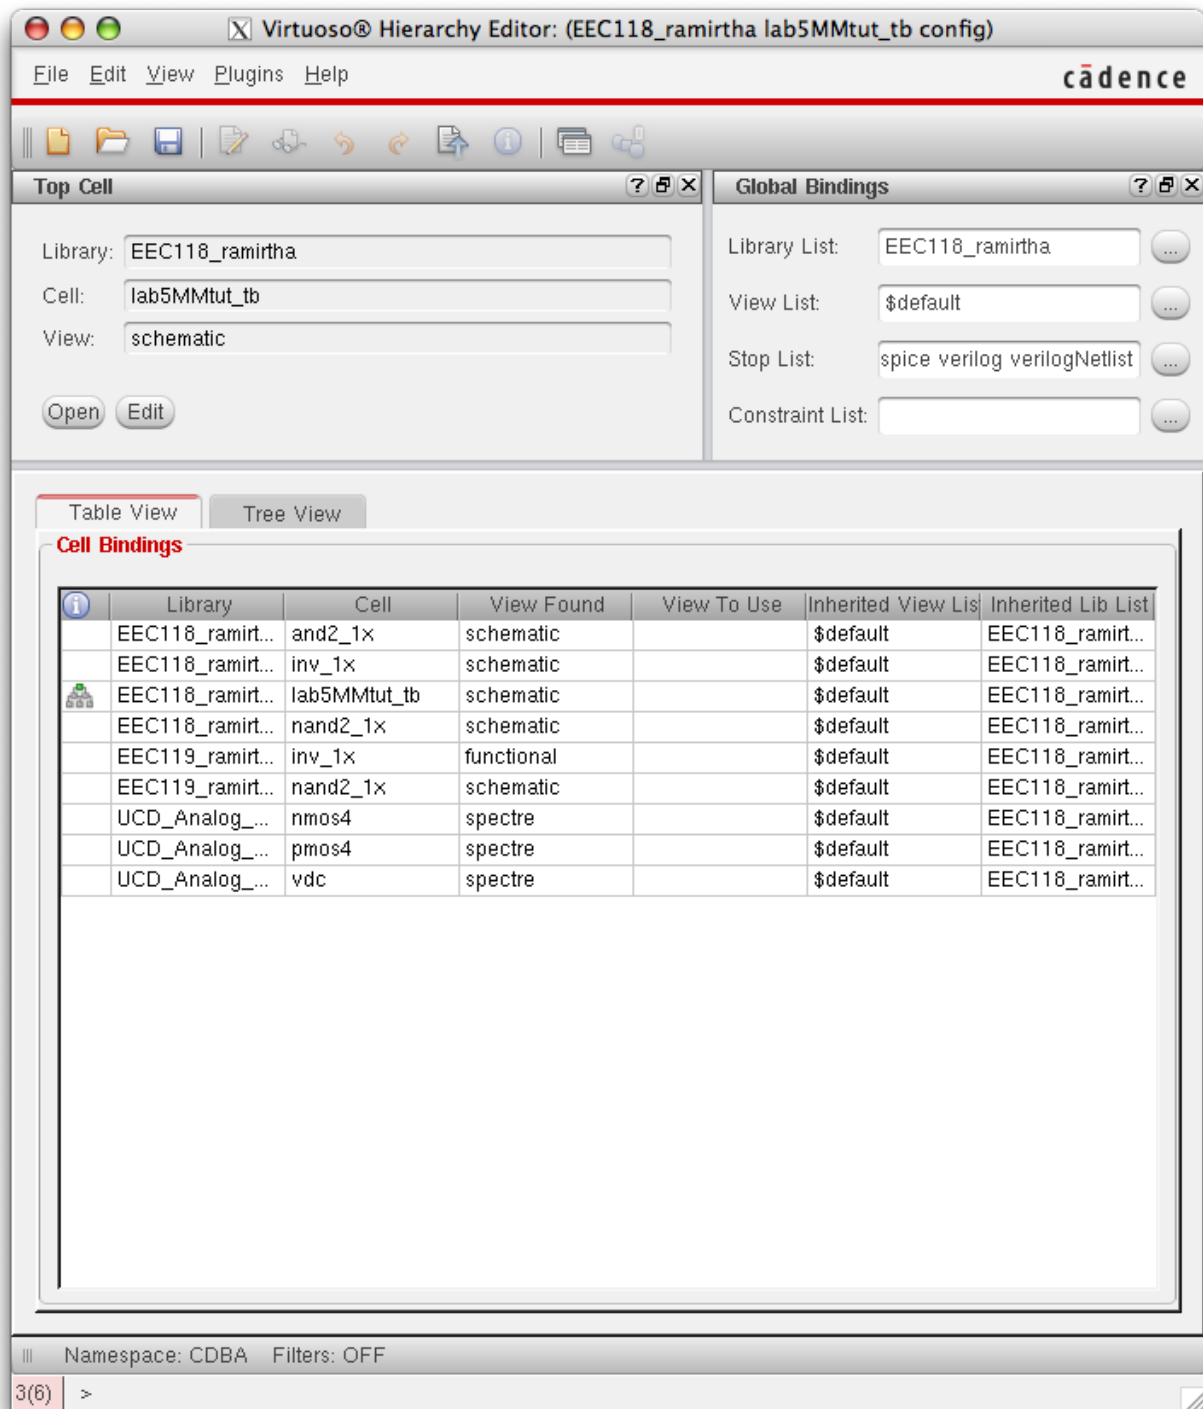 Virtuoso® Hierarchy Editor: (EEC118_ramirtha lab5MMtut_tb config)
File Edit View Plugins Help
cādence
Top Cell
Library: EEC118_ramirtha
Cell: lab5MMtut_tb
View: schematic
Open Edit
Global Bindings
Library List: EEC118_ramirtha ...
View List: $default ...
Stop List: spice verilog verilogNetlist ...
Constraint List: ...
Table View Tree View
Cell Bindings
Library Cell View Found View To Use Inherited View Lis Inherited Lib List
EEC118_ramirt... and2_1x schematic $default EEC118_ramirt...
EEC118_ramirt... inv_1x schematic $default EEC118_ramirt...
EEC118_ramirt... lab5MMtut_tb schematic $default EEC118_ramirt...
EEC118_ramirt... nand2_1x schematic $default EEC118_ramirt...
EEC119_ramirt... inv_1x functional $default EEC118_ramirt...
EEC119_ramirt... nand2_1x schematic $default EEC118_ramirt...
UCD_Analog_... nmos4 spectre $default EEC118_ramirt...
UCD_Analog_... pmos4 spectre $default EEC118_ramirt...
UCD_Analog_... vdc spectre $default EEC118_ramirt...
Namespace: CDBA Filters: OFF
3(6) >